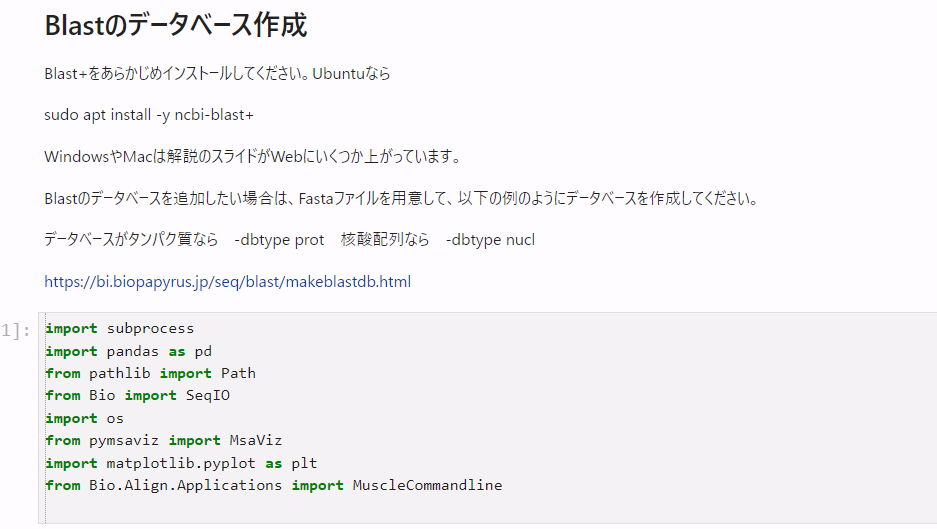 Blastのデータベース作成
Blast+をあらかじめインストールしてください。Ubuntuなら
sudo apt install -y ncbi-blast+
WindowsやMacは解説のスライドがWebにいくつか上がっています。
Blastのデータベースを追加したい場合は、Fastaファイルを用意して、以下の例のようにデータベースを作成してください。
データベースがタンパク質なら　-dbtype prot　核酸配列なら　-dbtype nucl
https://bi.biopapyrus.jp/seq/blast/makeblastdb.html
1]: import subprocess
import pandas as pd
from pathlib import Path
from Bio import SeqIO
import os
from pymsaviz import MsaViz
import matplotlib.pyplot as plt
from Bio.Align.Applications import MuscleCommandline